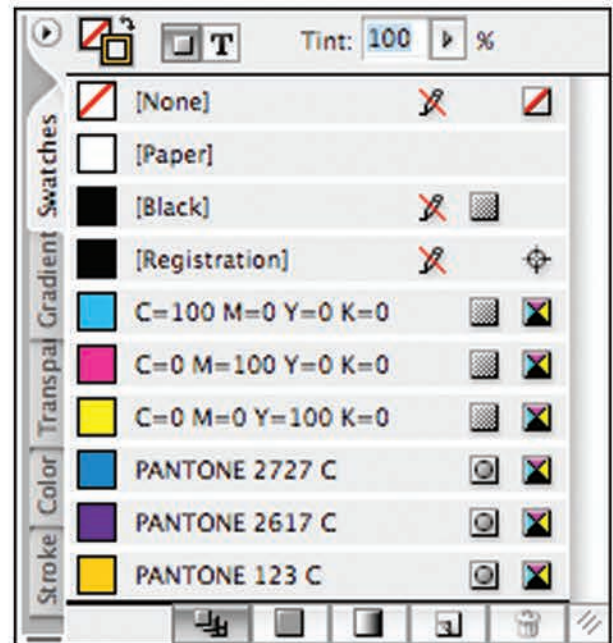 T Tint: 100 %
[None]
[Paper]
[Black]
[Registration]
C=100 M=0 Y=0 K=0
C=0 M=100 Y=0 K=0
C=0 M=0 Y=100 K=0
PANTONE 2727 C
PANTONE 2617 C
PANTONE 123 C
Swatches
Gradient
Transpai
Color
Stroke